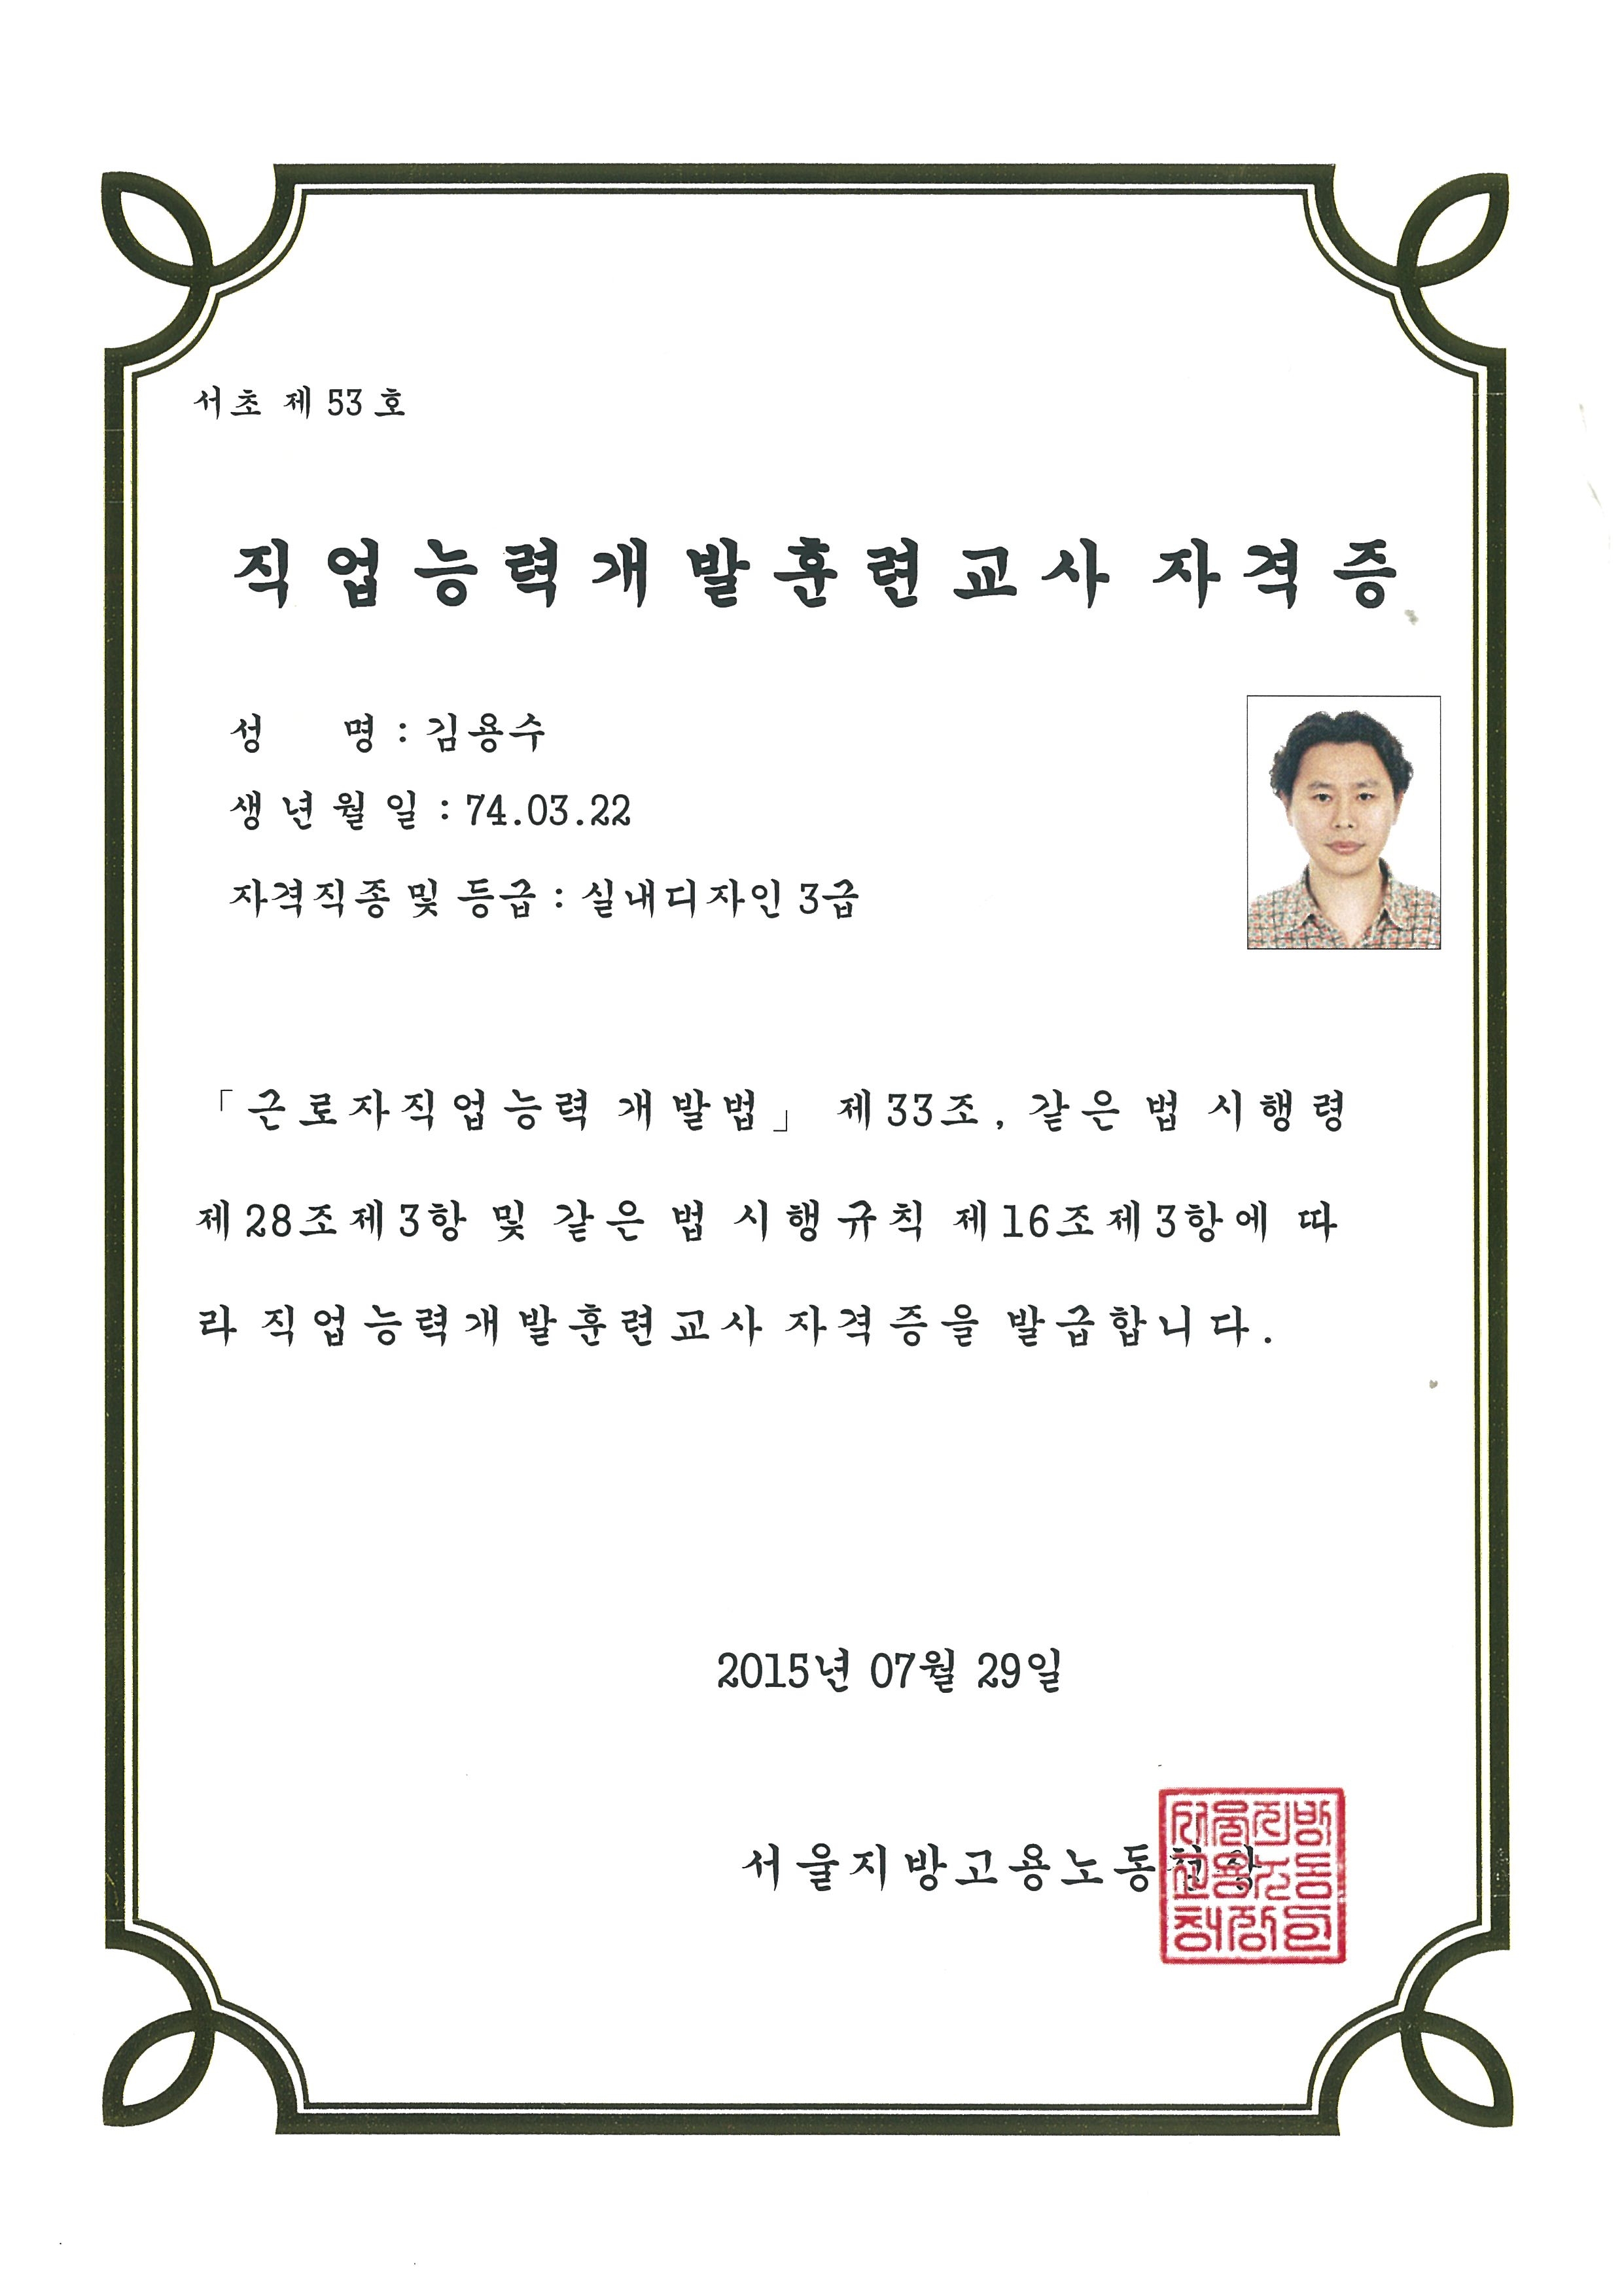 서초 제 53 호
직업능력개발훈련교사 자격증
성 명 : 김용수
생년월일 : 74.03.22
자격직종 및 등급 : 실내디자인 3급
「근로자직업능력 개발법」 제33조, 같은 법 시행령
제28조제3항 및 같은 법 시행규칙 제16조제3항에 따
라 직업능력개발훈련교사 자격증을 발급합니다.
2015년 07월 29일
서울지방고용노동청장
서울지방
고용노동
청장인